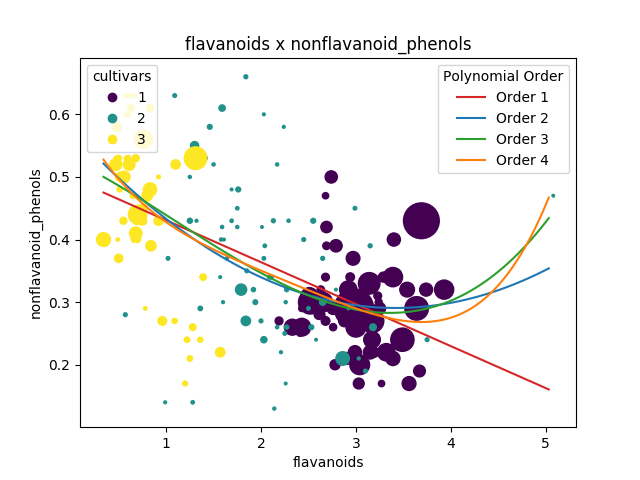 flavanoids x nonflavanoid_phenols
cultivars
1
2
3
Polynomial Order
Order 1
Order 2
Order 3
Order 4
nonflavanoid_phenols
0.6
0.5
0.4
0.3
0.2
1 2 3 4 5
flavanoids